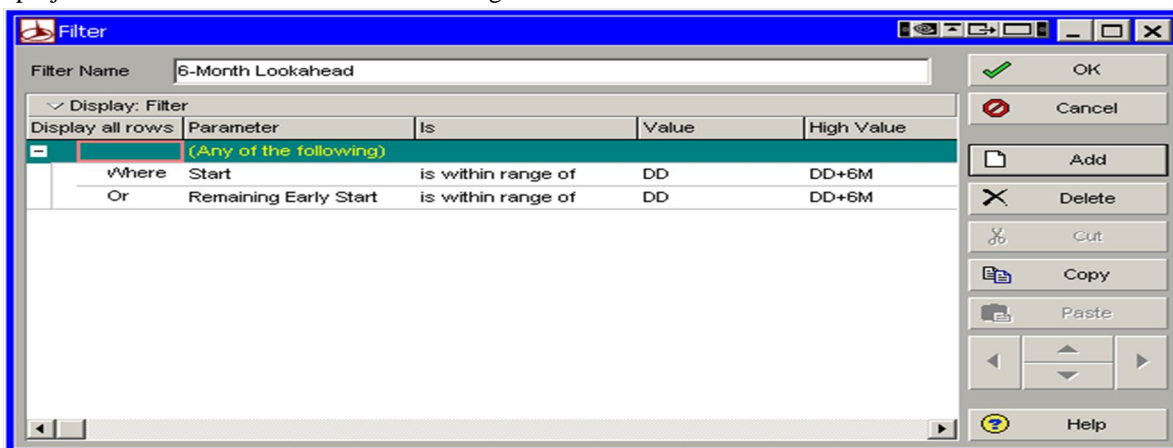 Filter
Filter Name 6-Month Lookahead
OK
Display: Filter
Cancel
Display all rows Parameter Is Value High Value
(Any of the following)
Add
Where Start is within range of DD DD+6M
Or Remaining Early Start is within range of DD DD+6M
Delete
Cut
Copy
Paste
Help